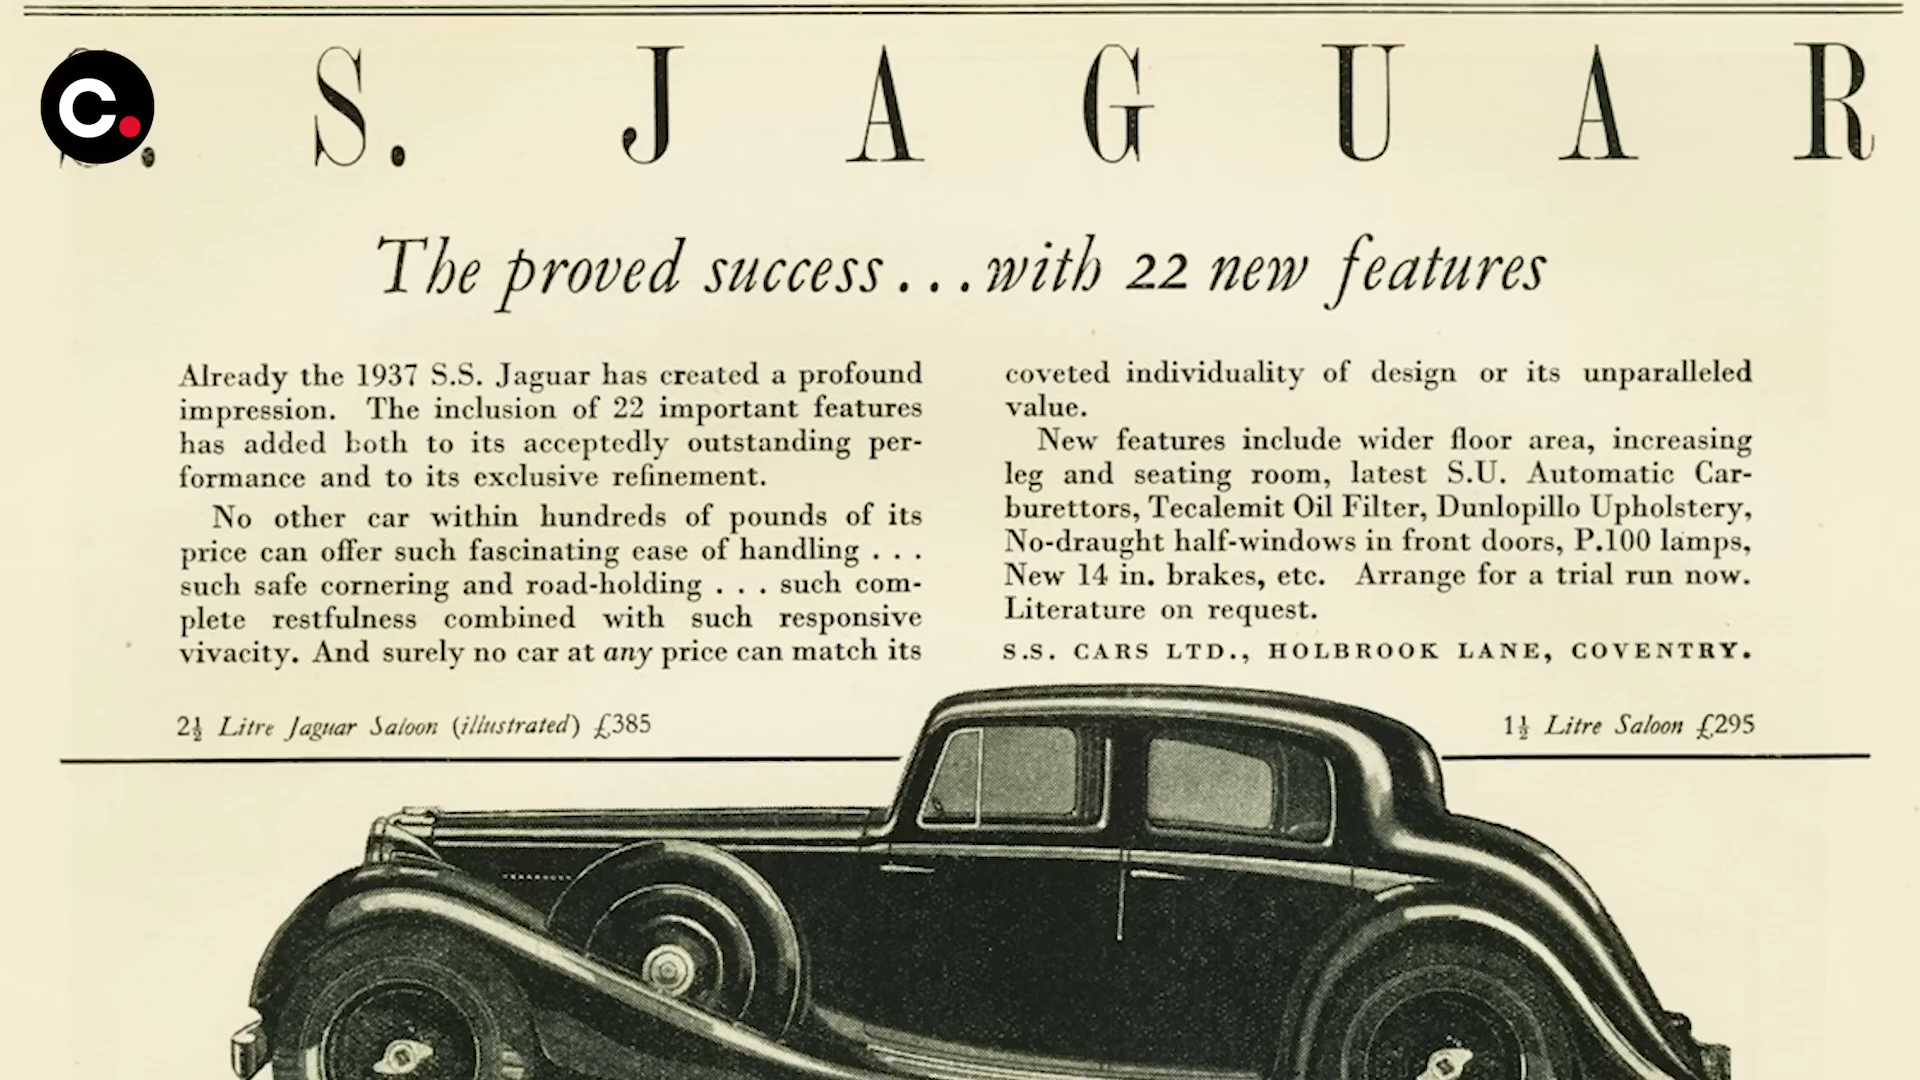 S. S. JAGUAR
The proved success...with 22 new features
Already the 1937 S.S. Jaguar has created a profound
impression. The inclusion of 22 important features
has added both to its acceptedly outstanding per-
formance and to its exclusive refinement.
No other car within hundreds of pounds of its
price can offer such fascinating ease of handling . . .
such safe cornering and road-holding . . . such com-
plete restfulness combined with such responsive
vivacity. And surely no car at any price can match its
coveted individuality of design or its unparalleled
value.
New features include wider floor area, increasing
leg and seating room, latest S.U. Automatic Car-
burettors, Tecalemit Oil Filter, Dunlopillo Upholstery,
No-draught half-windows in front doors, P.100 lamps,
New 14 in. brakes, etc. Arrange for a trial run now.
Literature on request.
S.S. CARS LTD., HOLBROOK LANE, COVENTRY.
2½ Litre Jaguar Saloon (illustrated) £385
1½ Litre Saloon £295
C.